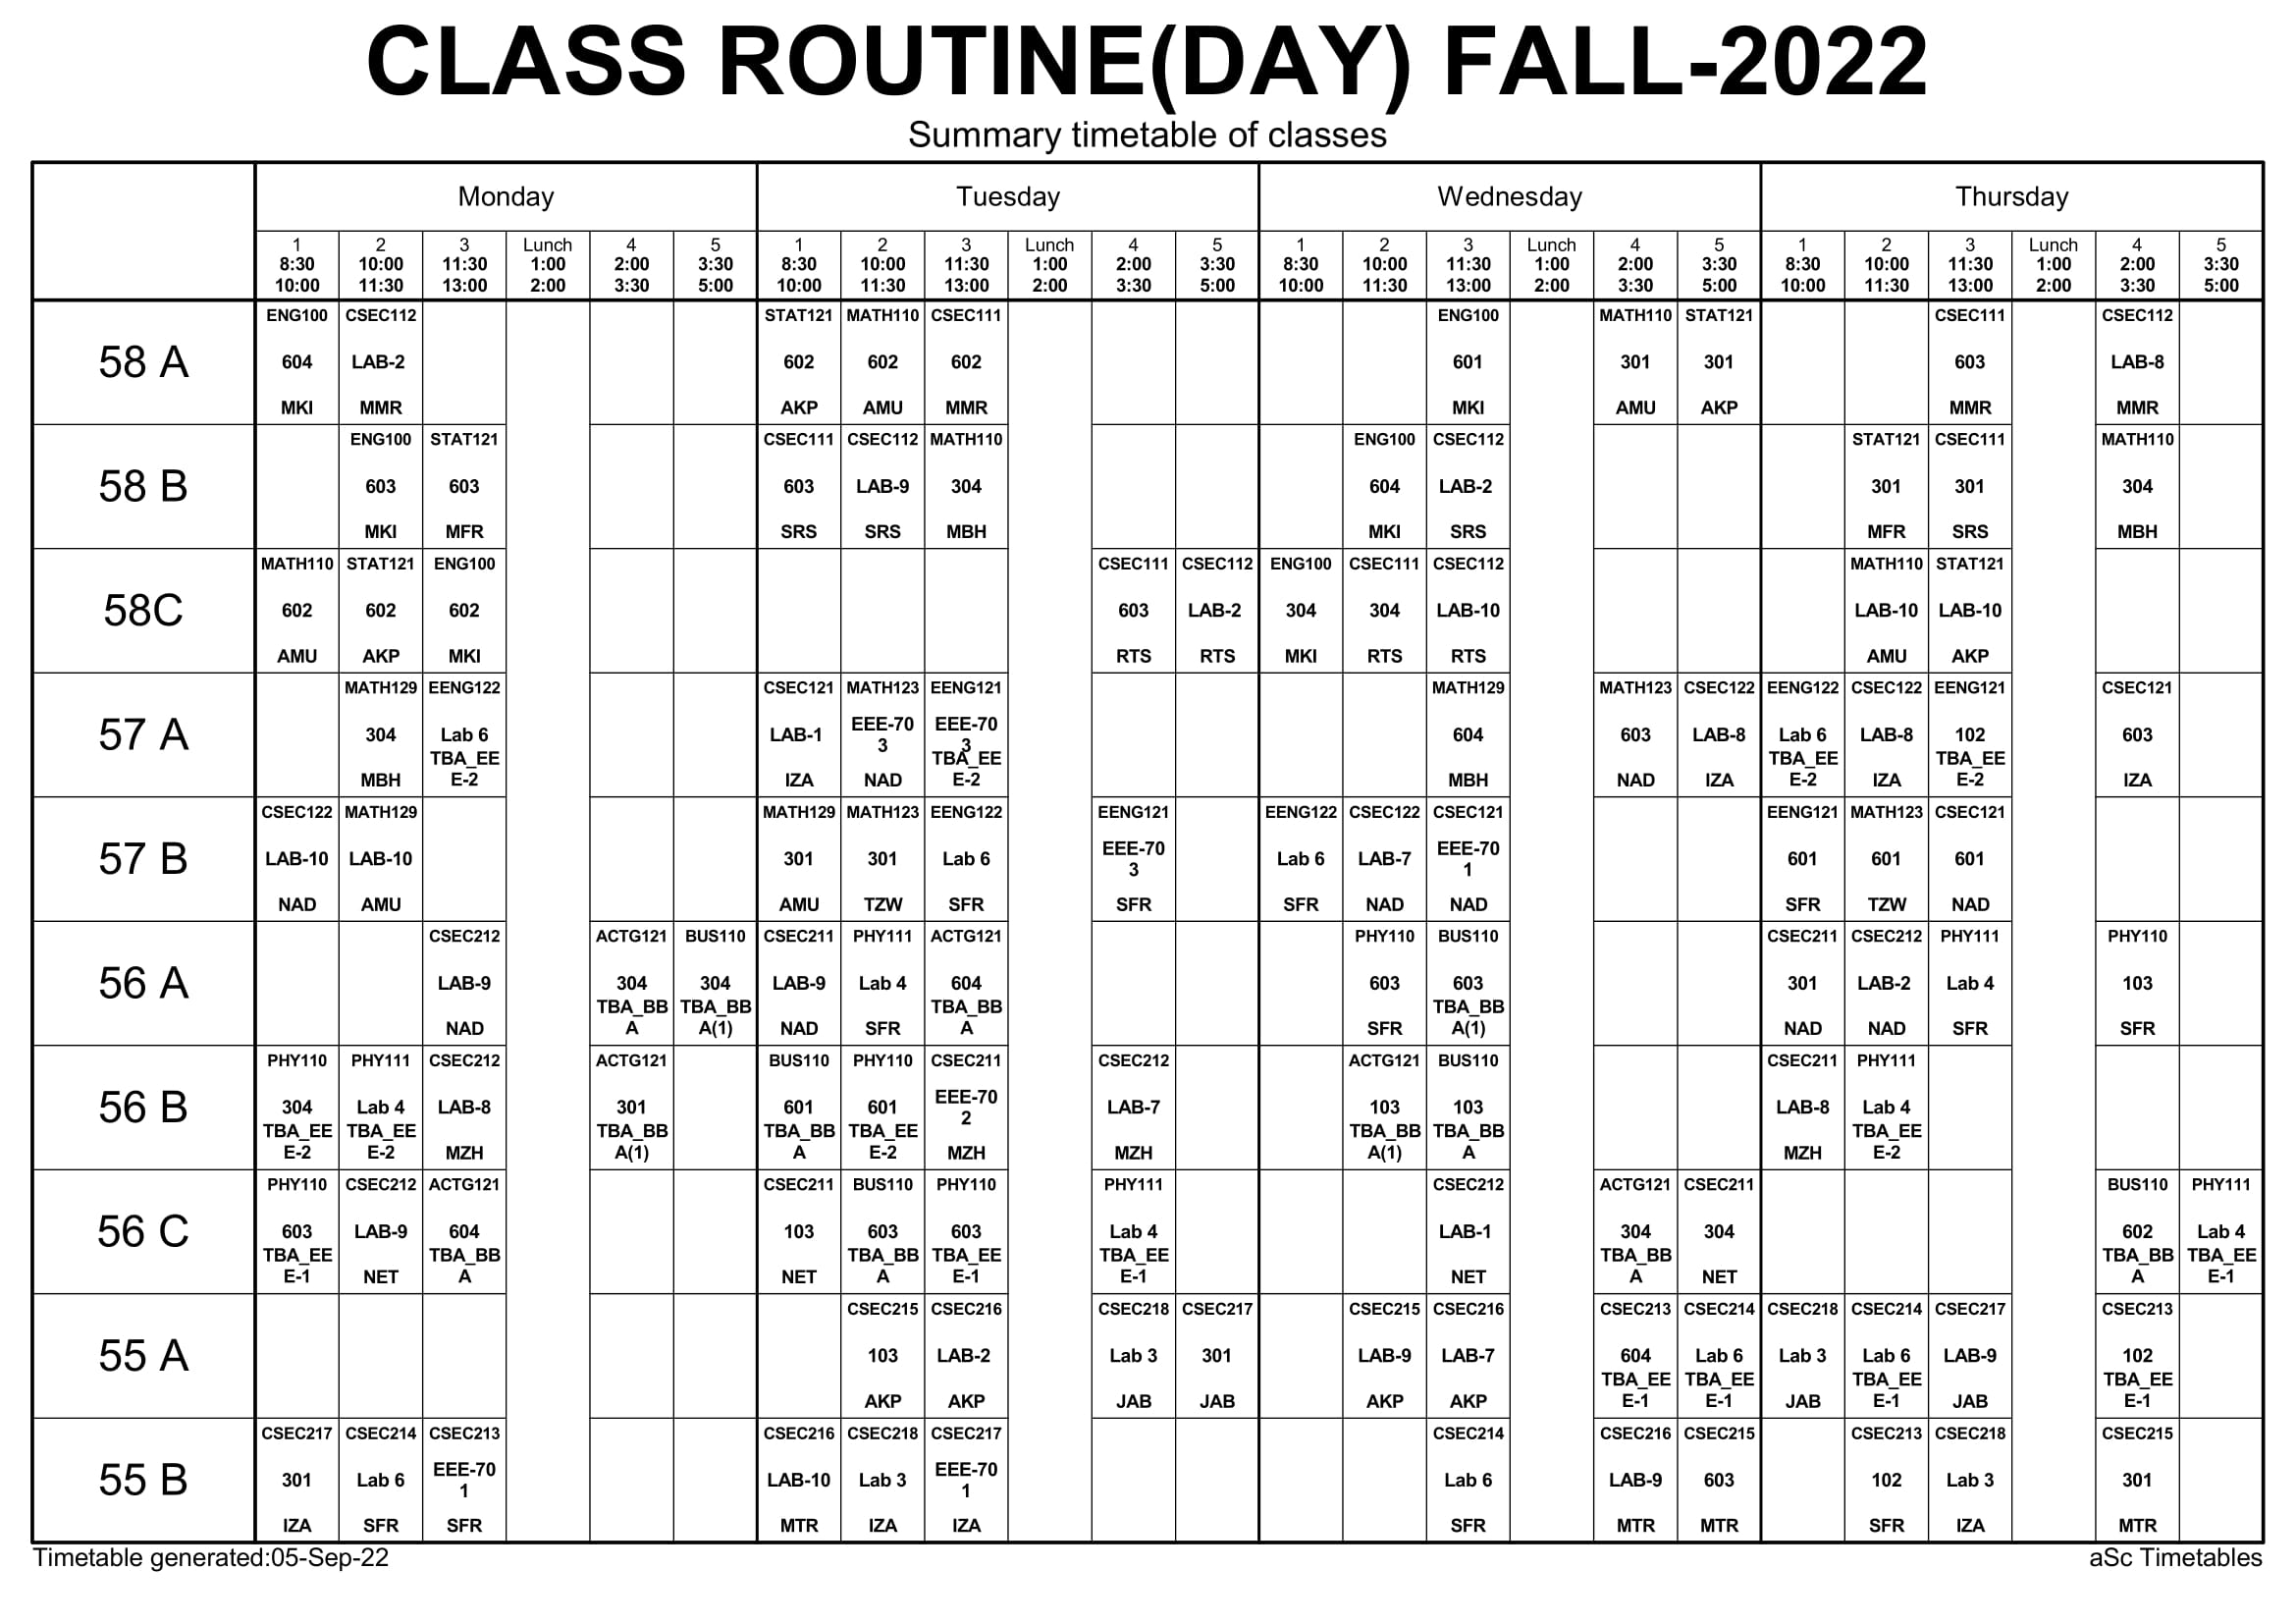 CLASS ROUTINE(DAY) FALL-2022
Summary timetable of classes
Monday Tuesday Wednesday Thursday
1 2 3 Lunch 4 5 1 2 3 Lunch 4 5 1 2 3 Lunch 4 5 1 2 3 Lunch 4 5
8:30 10:00 11:30 1:00 2:00 3:30 8:30 10:00 11:30 1:00 2:00 3:30 8:30 10:00 11:30 1:00 2:00 3:30 8:30 10:00 11:30 1:00 2:00 3:30
10:00 11:30 13:00 2:00 3:30 5:00 10:00 11:30 13:00 2:00 3:30 5:00 10:00 11:30 13:00 2:00 3:30 5:00 10:00 11:30 13:00 2:00 3:30 5:00
ENG100 CSEC112 STAT121 MATH110 CSEC111 ENG100 MATH110 STAT121 CSEC111 CSEC112
58 A 604 LAB-2 602 602 602 601 301 301 603 LAB-8
MKI MMR AKP AMU MMR MKI AMU AKP MMR MMR
ENG100 STAT121 CSEC111 CSEC112 MATH110 ENG100 CSEC112 STAT121 CSEC111 MATH110
58 B 603 603 603 LAB-9 304 604 LAB-2 301 301 304
MKI MFR SRS SRS MBH MKI SRS MFR SRS MBH
MATH110 STAT121 ENG100 CSEC111 CSEC112 ENG100 CSEC111 CSEC112 MATH110 STAT121
58C 602 602 602 603 LAB-2 304 304 LAB-10 LAB-10 LAB-10
AMU AKP MKI RTS RTS MKI RTS RTS AMU AKP
MATH129 EENG122 CSEC121 MATH123 EENG121 MATH129 MATH123 CSEC122 EENG122 CSEC122 EENG121 CSEC121
EEE-70 EEE-70
57 A 304 Lab 6 LAB-1 3 3 604 603 LAB-8 Lab 6 LAB-8 102 603
TBA_EE TBA_EE TBA_EE TBA_EE
MBH E-2 IZA NAD E-2 MBH NAD IZA E-2 IZA E-2 IZA
CSEC122 MATH129 MATH129 MATH123 EENG122 EENG121 EENG122 CSEC122 CSEC121 EENG121 MATH123 CSEC121
EEE-70 EEE-70
57 B LAB-10 LAB-10 301 301 Lab 6 3 Lab 6 LAB-7 1 601 601 601
NAD AMU AMU TZW SFR SFR SFR NAD NAD SFR TZW NAD
CSEC212 ACTG121 BUS110 CSEC211 PHY111 ACTG121 PHY110 BUS110 CSEC211 CSEC212 PHY111 PHY110
56 A LAB-9 304 304 LAB-9 Lab 4 604 603 603 301 LAB-2 Lab 4 103
TBA_BB TBA_BB TBA_BB TBA_BB
NAD A A(1) NAD SFR A SFR A(1) NAD NAD SFR SFR
PHY110 PHY111 CSEC212 ACTG121 BUS110 PHY110 CSEC211 CSEC212 ACTG121 BUS110 CSEC211 PHY111
EEE-70
56 B 304 Lab 4 LAB-8 301 601 601 2 LAB-7 103 103 LAB-8 Lab 4
TBA_EE TBA_EE TBA_BB TBA_BB TBA_EE TBA_BB TBA_BB TBA_EE
E-2 E-2 MZH A(1) A E-2 MZH MZH A(1) A MZH E-2
PHY110 CSEC212 ACTG121 CSEC211 BUS110 PHY110 PHY111 CSEC212 ACTG121 CSEC211 BUS110 PHY111
56 C 603 LAB-9 604 103 603 603 Lab 4 LAB-1 304 304 602 Lab 4
TBA_EE TBA_BB TBA_BB TBA_EE TBA_EE TBA_BB TBA_BB TBA_EE
E-1 NET A NET A E-1 E-1 NET A NET A E-1
CSEC215 CSEC216 CSEC218 CSEC217 CSEC215 CSEC216 CSEC213 CSEC214 CSEC218 CSEC214 CSEC217 CSEC213
55 A 103 LAB-2 Lab 3 301 LAB-9 LAB-7 604 Lab 6 Lab 3 Lab 6 LAB-9 102
TBA_EE TBA_EE TBA_EE TBA_EE
AKP AKP JAB JAB AKP AKP E-1 E-1 JAB E-1 JAB E-1
CSEC217 CSEC214 CSEC213 CSEC216 CSEC218 CSEC217 CSEC214 CSEC216 CSEC215 CSEC213 CSEC218 CSEC215
EEE-70 EEE-70
55 B 301 Lab 6 1 LAB-10 Lab 3 1 Lab 6 LAB-9 603 102 Lab 3 301
IZA SFR SFR MTR IZA IZA SFR MTR MTR SFR IZA MTR
Timetable generated:05-Sep-22 aSc Timetables